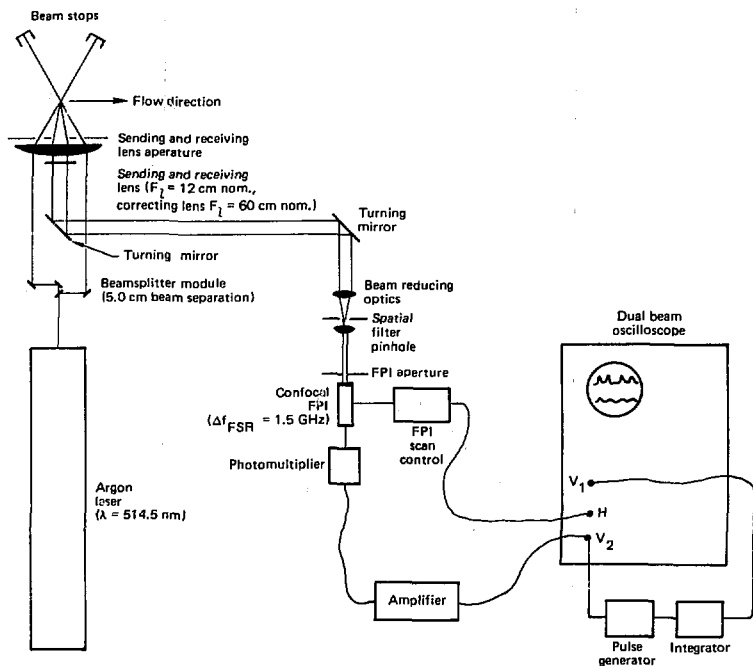 Beam stops
Flow direction
Sending and receiving
lens aperature
Sending and receiving
lens (Fl = 12 cm nom.,
correcting lens Fl = 60 cm nom.)
Turning
mirror
Turning mirror
Beamsplitter module
(5.0 cm beam separation)
Beam reducing
optics
Spatial
filter
pinhole
Dual beam
oscilloscope
FPI aperture
Confocal
FPI
(ΔfFSR = 1.5 GHz)
FPI
scan
control
Photomultiplier
Argon
laser
(λ = 514.5 nm)
V1
H
V2
Amplifier
Pulse
generator
Integrator